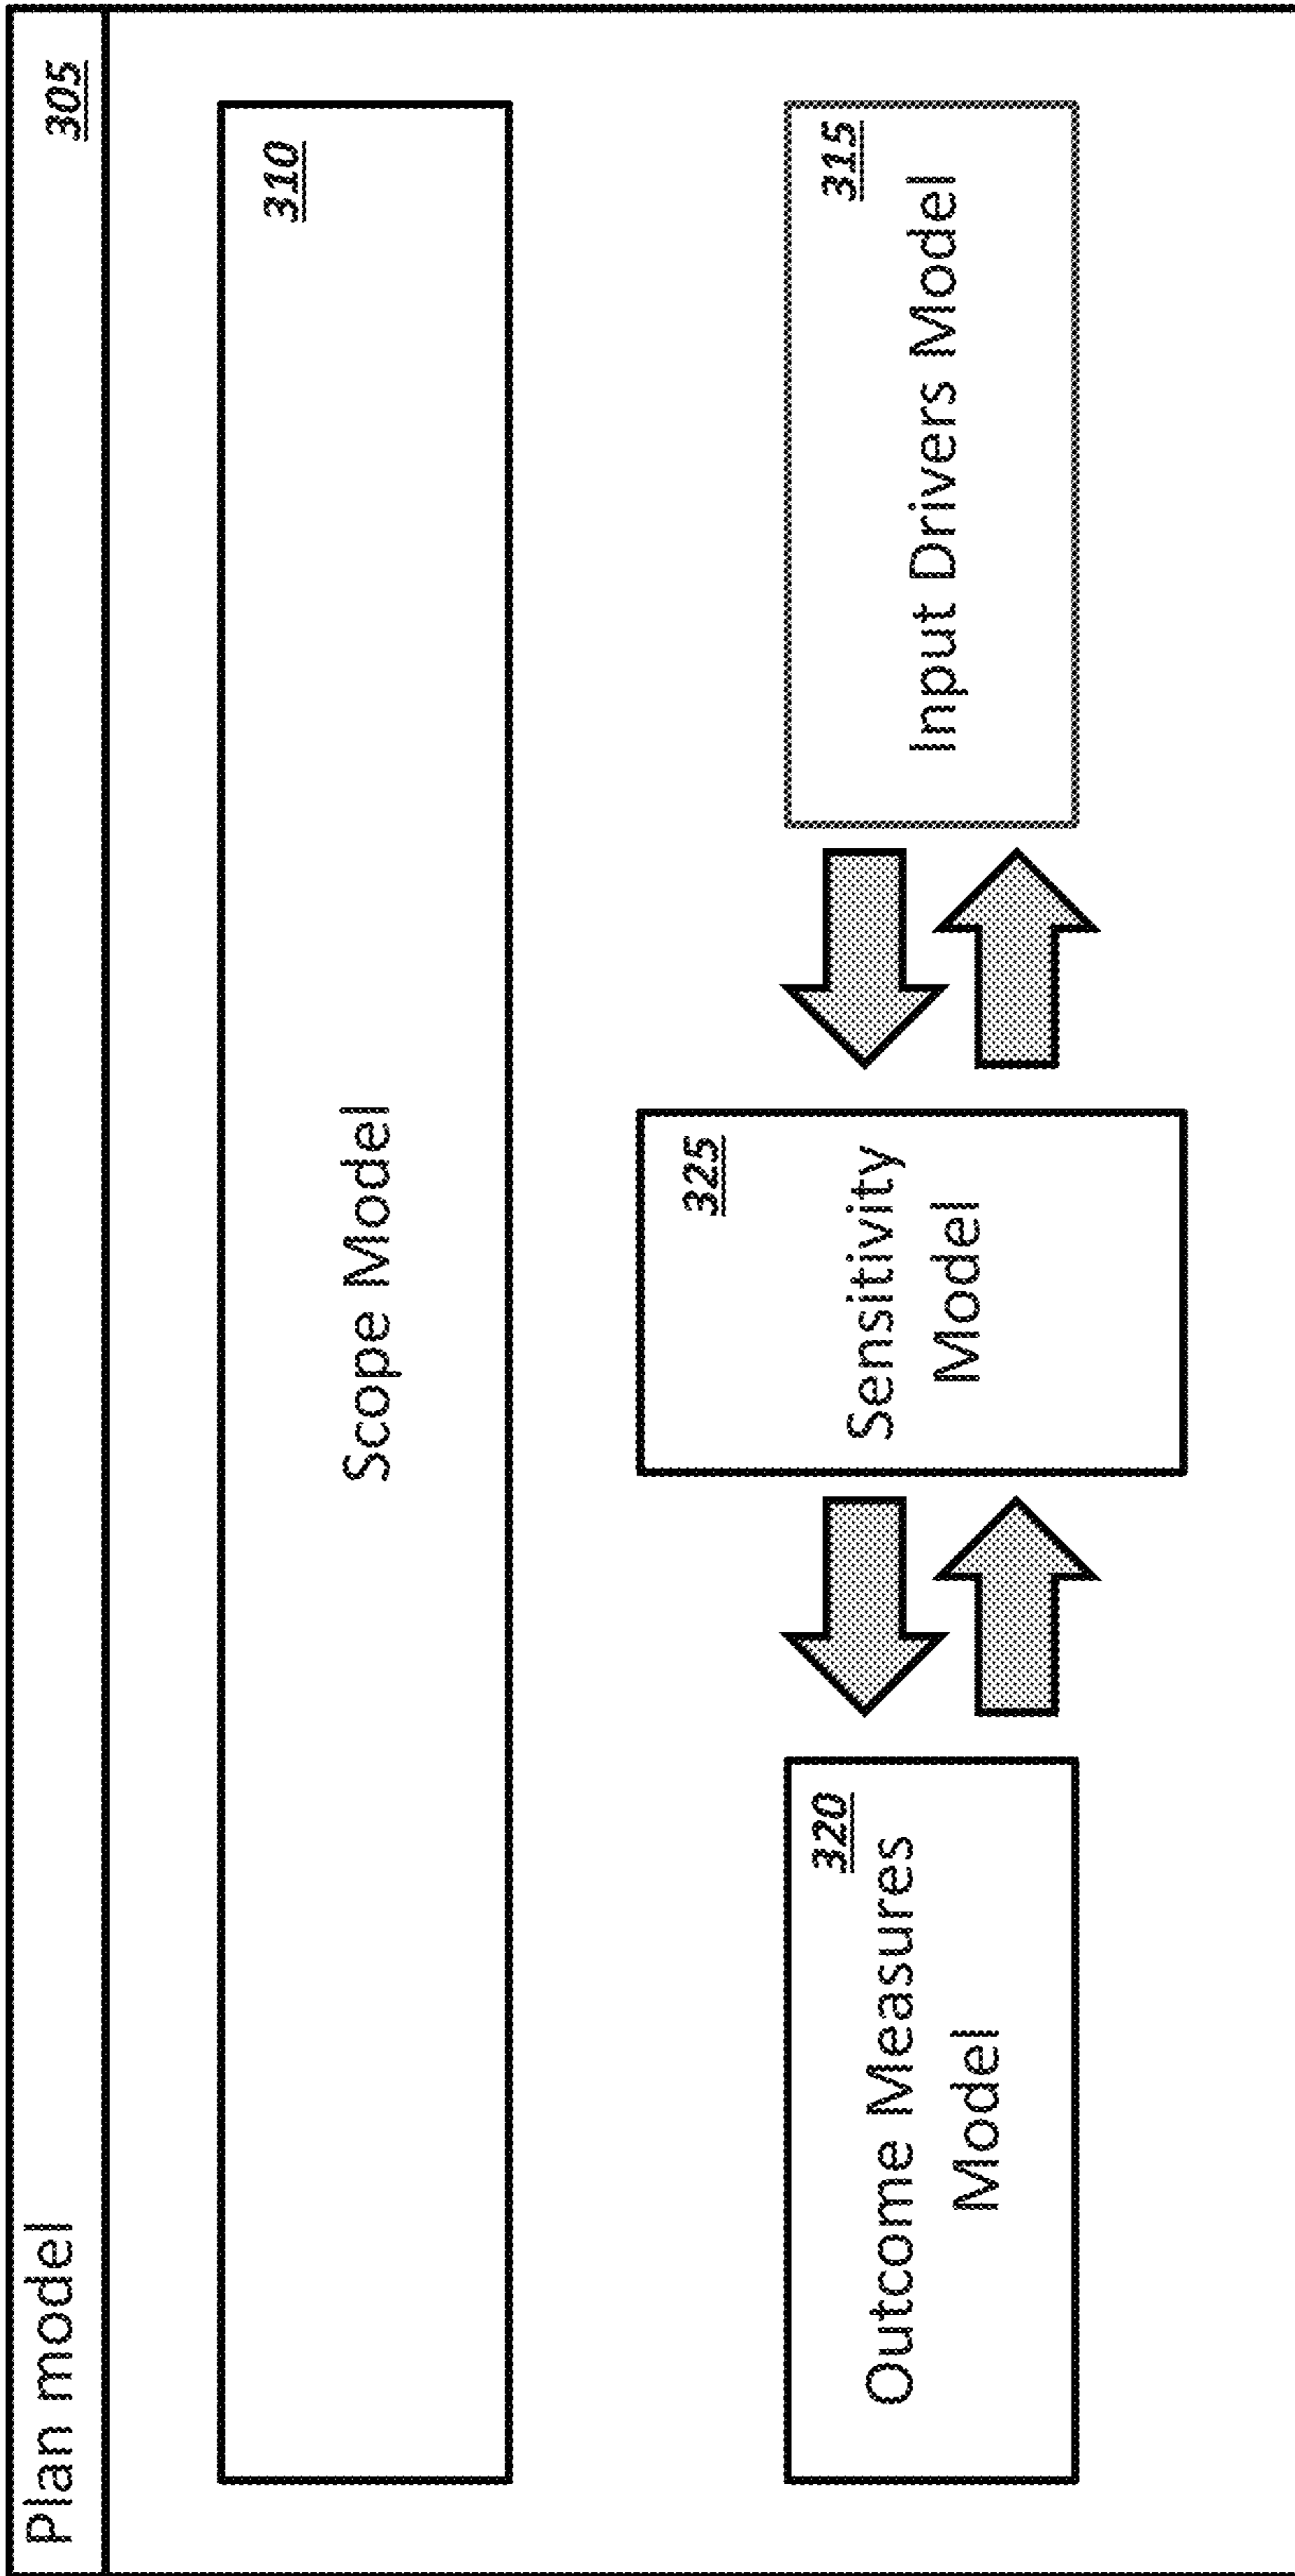 Plan model
305
310
Scope Model
320
Outcome Measures
Model
325
Sensitivity
Model
315
Input Drivers Model